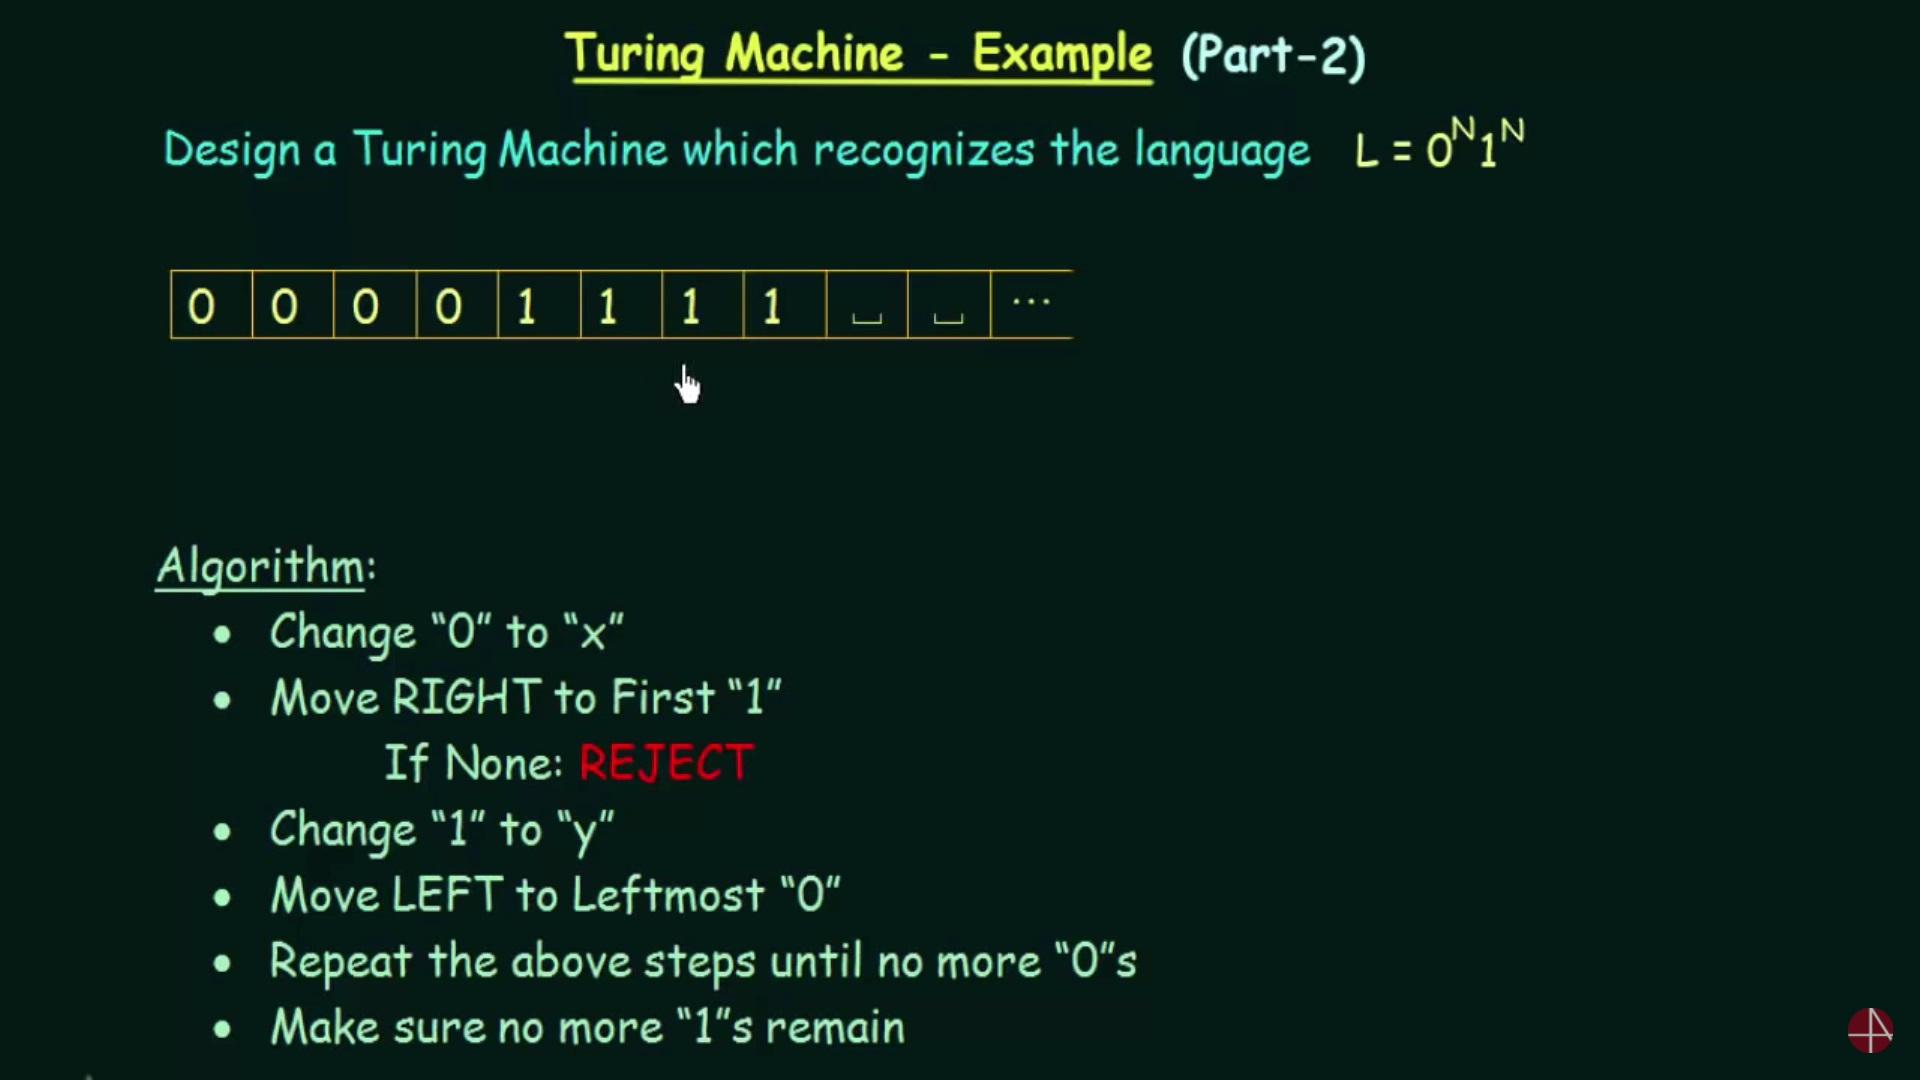 Turing Machine - Example (Part-2)
Design a Turing Machine which recognizes the language L = 0ᴺ1ᴺ
0 0 0 0 1 1 1 1 ⎵ ⎵ ...
Algorithm:
• Change “0” to “x”
• Move RIGHT to First “1”
If None: REJECT
• Change “1” to “y”
• Move LEFT to Leftmost “0”
• Repeat the above steps until no more “0”s
• Make sure no more “1”s remain